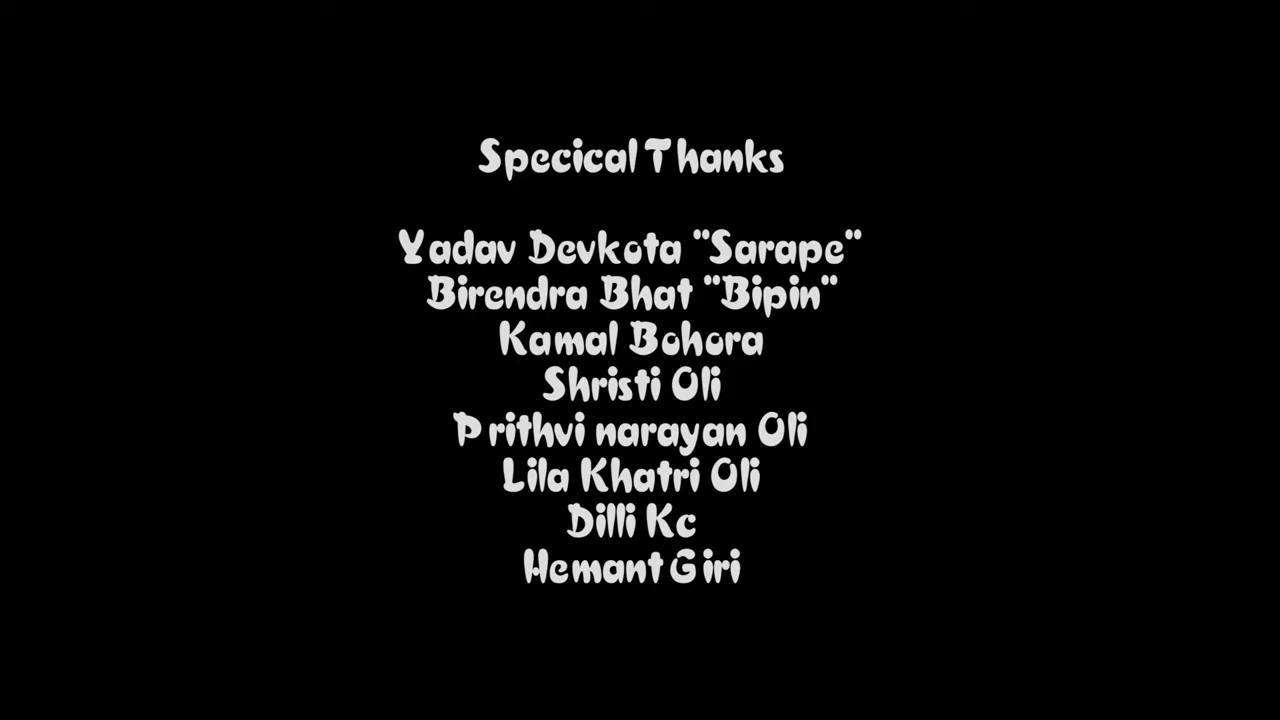 Specical Thanks
Yadav Devkota "Sarape"
Birendra Bhat "Bipin"
Kamal Bohora
Shristi Oli
Prithvi narayan Oli
Lila Khatri Oli
Dilli Kc
Hemant Giri